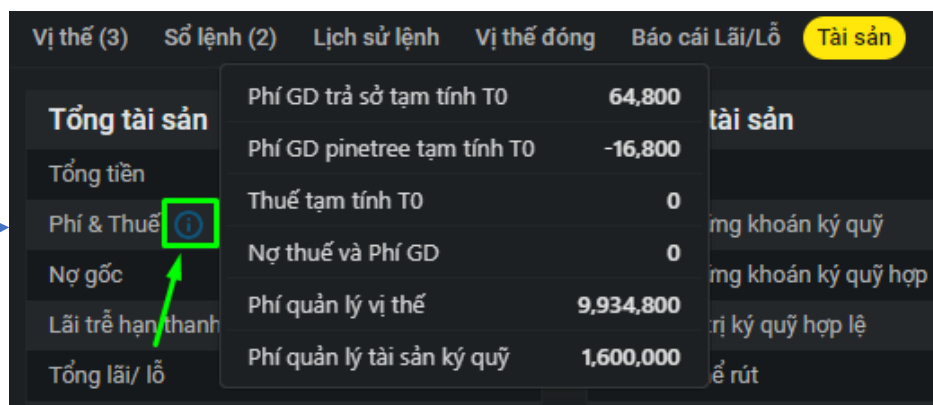 Vị thế (3) Sổ lệnh (2) Lịch sử lệnh Vị thế đóng Báo cái Lãi/Lỗ Tài sản
Tổng tài sản
Tổng tiền
Phí & Thuế
Nợ gốc
Lãi trễ hạn thanh
Tổng lãi/ lỗ
Phí GD trả sở tạm tính T0 64,800
Phí GD pinetree tạm tính T0 -16,800
Thuế tạm tính T0 0
Nợ thuế và Phí GD 0
Phí quản lý vị thế 9,934,800
Phí quản lý tài sản ký quỹ 1,600,000
tài sản
khoán ký quỹ
khoán ký quỹ hợp
ký quỹ hợp lệ
rút